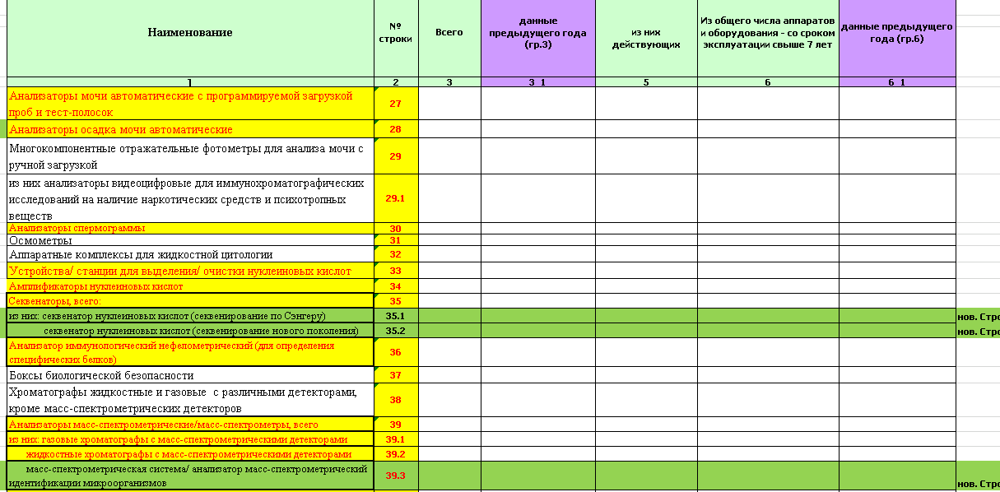 Наименование
№ строки
Всего
данные предыдущего года (гр.3)
из них действующих
Из общего числа аппаратов и оборудования - со сроком эксплуатации свыше 7 лет
данные предыдущего года (гр.6)
1 2 3 3_1 5 6 6_1
Анализаторы мочи автоматические с программируемой загрузкой
проб и тест-полосок
27
Анализаторы осадка мочи автоматические 28
Многокомпонентные отражательные фотометры для анализа мочи с
ручной загрузкой
29
из них анализаторы видеоцифровые для иммунохроматографических
исследований на наличие наркотических средств и психотропных
веществ
29.1
Анализаторы спермограммы 30
Осмометры 31
Аппаратные комплексы для жидкостной цитологии 32
Устройства/ станции для выделения/ очистки нуклеиновых кислот 33
Амплификаторы нуклеиновых кислот 34
Секвенаторы, всего: 35
из них: секвенатор нуклеиновых кислот (секвенирование по Сэнгеру) 35.1 нов. Стро
секвенатор нуклеиновых кислот (секвенирование нового поколения) 35.2 нов. Стро
Анализатор иммунологический нефелометрический (для определения
специфических белков)
36
Боксы биологической безопасности 37
Хроматографы жидкостные и газовые с различными детекторами,
кроме масс-спектрометрических детекторов
38
Анализаторы масс-спектрометрические/масс-спектрометры, всего 39
из них: газовые хроматографы с масс-спектрометрическими детекторами 39.1
жидкостные хроматографы с масс-спектрометрическими детекторами 39.2
масс-спектрометрическая система/ анализатор масс-спектрометрический
идентификации микроорганизмов
39.3
нов. Стро